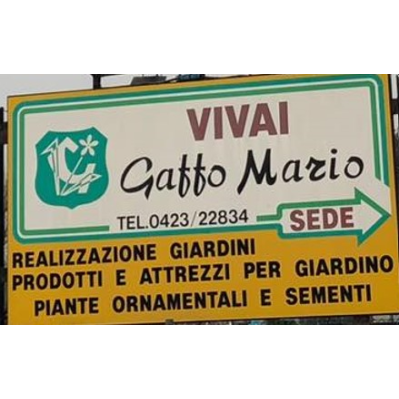 VIVAI
Gaffo Mario
TEL.0423/22834
SEDE
REALIZZAZIONE GIARDINI
PRODOTTI E ATTREZZI PER GIARDINO
PIANTE ORNAMENTALI E SEMENTI